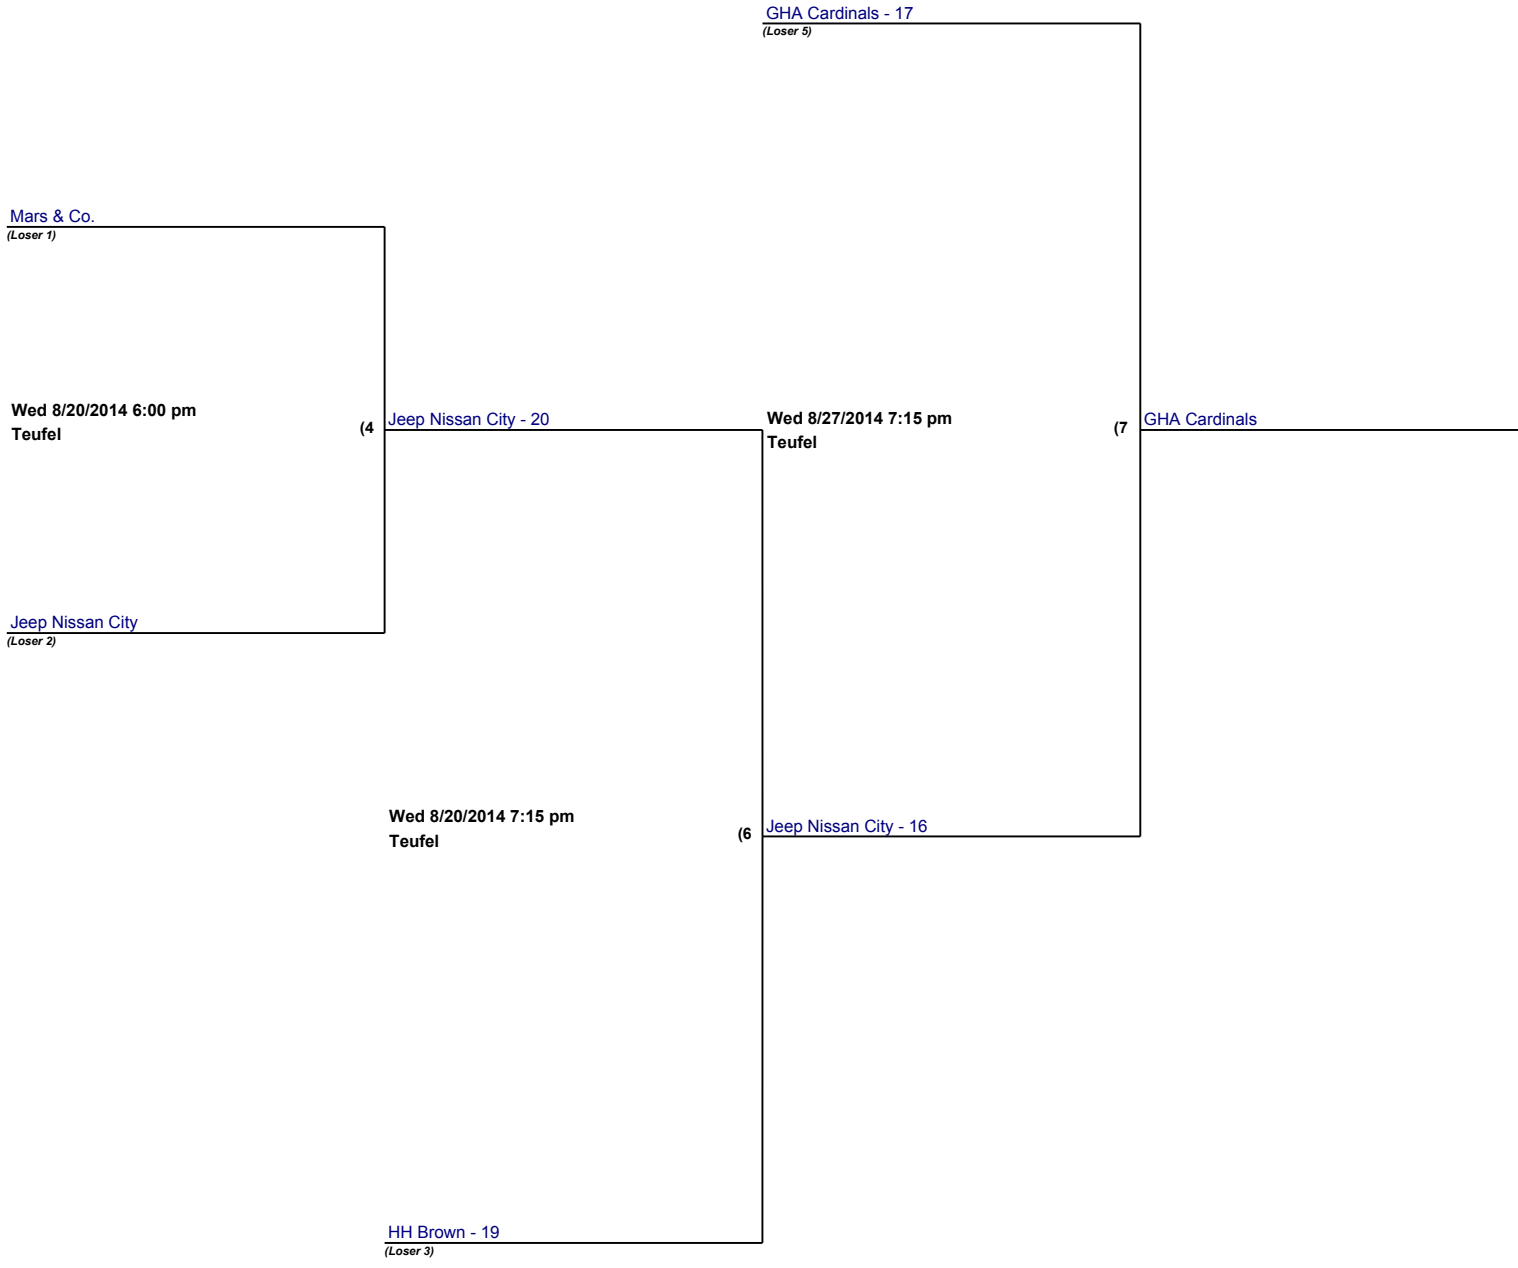 GHA Cardinals - 17
(Loser 5)
Mars & Co.
(Loser 1)
Wed 8/20/2014 6:00 pm
Teufel
(4
Jeep Nissan City - 20
Wed 8/27/2014 7:15 pm
Teufel
(7
GHA Cardinals
Jeep Nissan City
(Loser 2)
Wed 8/20/2014 7:15 pm
Teufel
(6
Jeep Nissan City - 16
HH Brown - 19
(Loser 3)